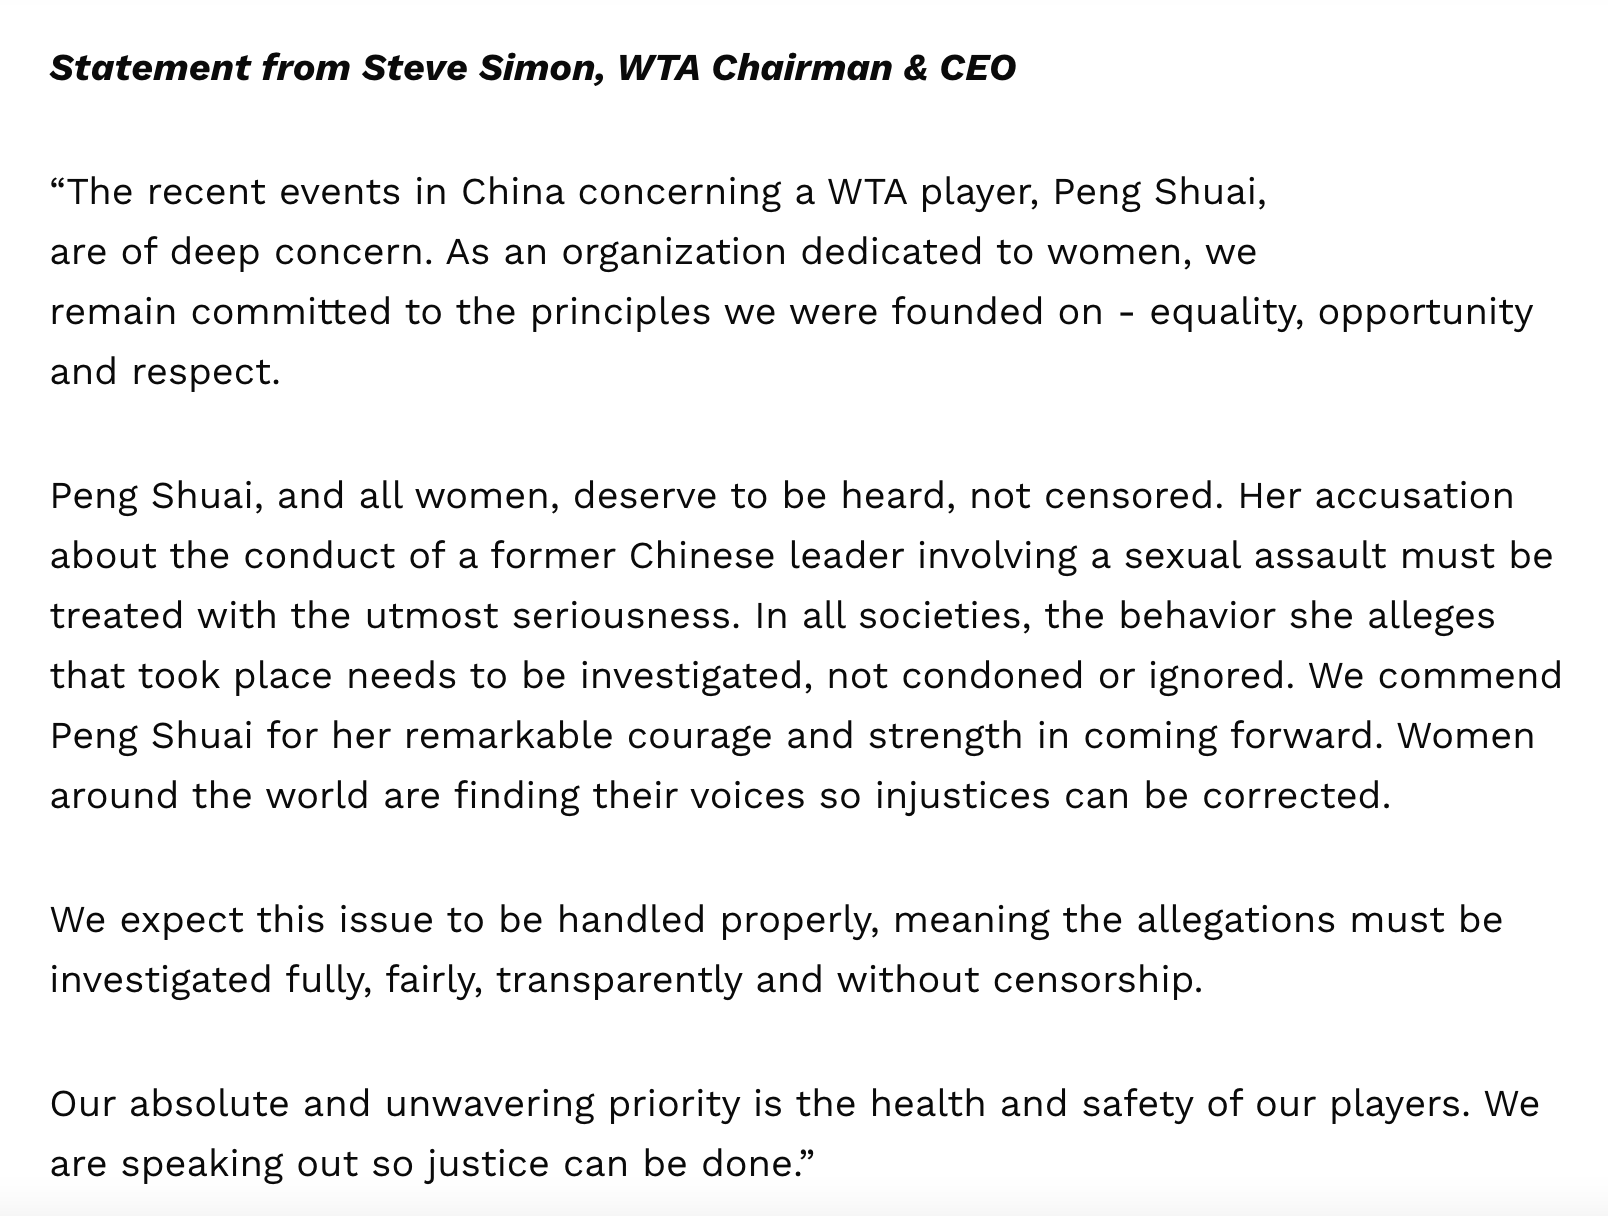 Statement from Steve Simon, WTA Chairman & CEO
“The recent events in China concerning a WTA player, Peng Shuai,
are of deep concern. As an organization dedicated to women, we
remain committed to the principles we were founded on - equality, opportunity
and respect.
Peng Shuai, and all women, deserve to be heard, not censored. Her accusation
about the conduct of a former Chinese leader involving a sexual assault must be
treated with the utmost seriousness. In all societies, the behavior she alleges
that took place needs to be investigated, not condoned or ignored. We commend
Peng Shuai for her remarkable courage and strength in coming forward. Women
around the world are finding their voices so injustices can be corrected.
We expect this issue to be handled properly, meaning the allegations must be
investigated fully, fairly, transparently and without censorship.
Our absolute and unwavering priority is the health and safety of our players. We
are speaking out so justice can be done.”